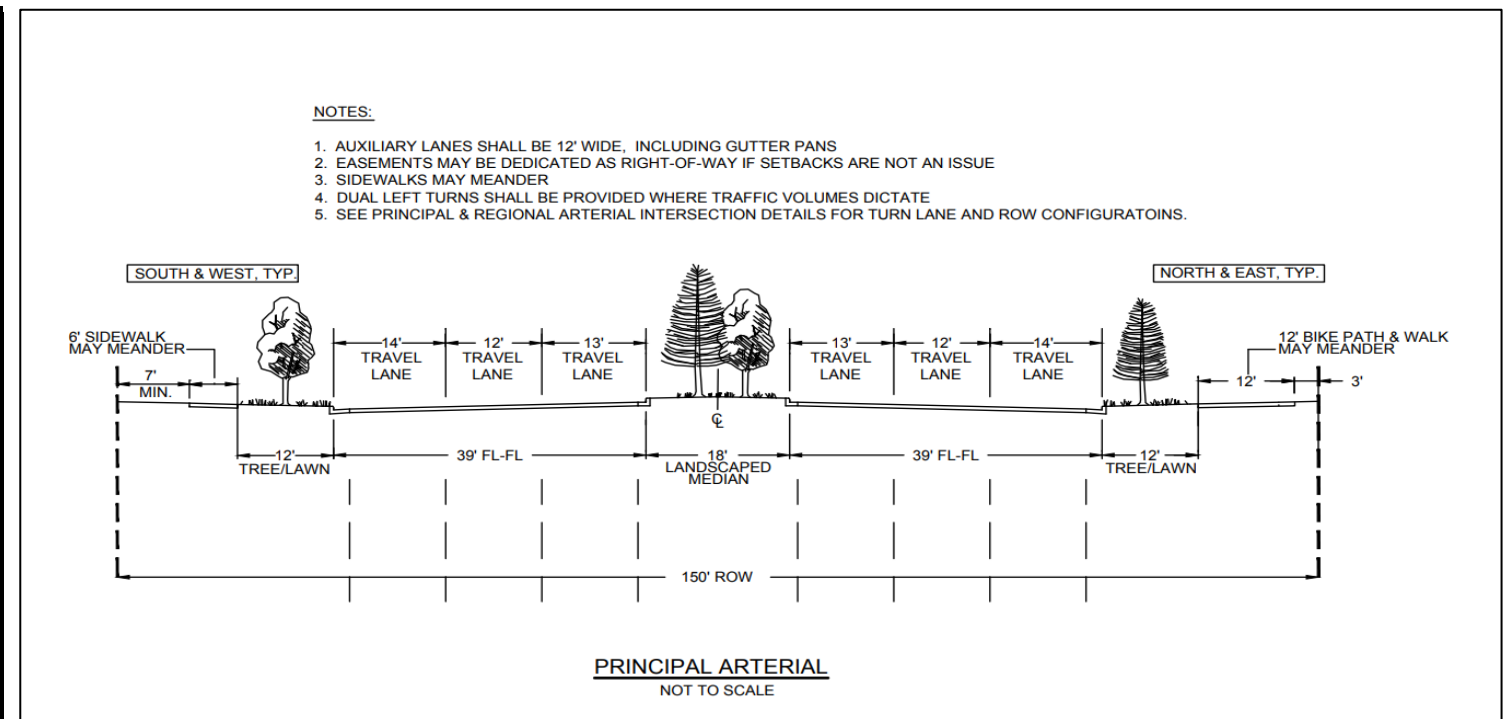 NOTES:
1. AUXILIARY LANES SHALL BE 12' WIDE, INCLUDING GUTTER PANS
2. EASEMENTS MAY BE DEDICATED AS RIGHT-OF-WAY IF SETBACKS ARE NOT AN ISSUE
3. SIDEWALKS MAY MEANDER
4. DUAL LEFT TURNS SHALL BE PROVIDED WHERE TRAFFIC VOLUMES DICTATE
5. SEE PRINCIPAL & REGIONAL ARTERIAL INTERSECTION DETAILS FOR TURN LANE AND ROW CONFIGURATOINS.
SOUTH & WEST, TYP.
NORTH & EAST, TYP.
6' SIDEWALK
MAY MEANDER
7'
MIN.
14'
TRAVEL
LANE
12'
TRAVEL
LANE
13'
TRAVEL
LANE
13'
TRAVEL
LANE
12'
TRAVEL
LANE
14'
TRAVEL
LANE
12' BIKE PATH & WALK
MAY MEANDER
12'
3'
CL
12'
TREE/LAWN
39' FL-FL
18'
LANDSCAPED
MEDIAN
39' FL-FL
12'
TREE/LAWN
150' ROW
PRINCIPAL ARTERIAL
NOT TO SCALE